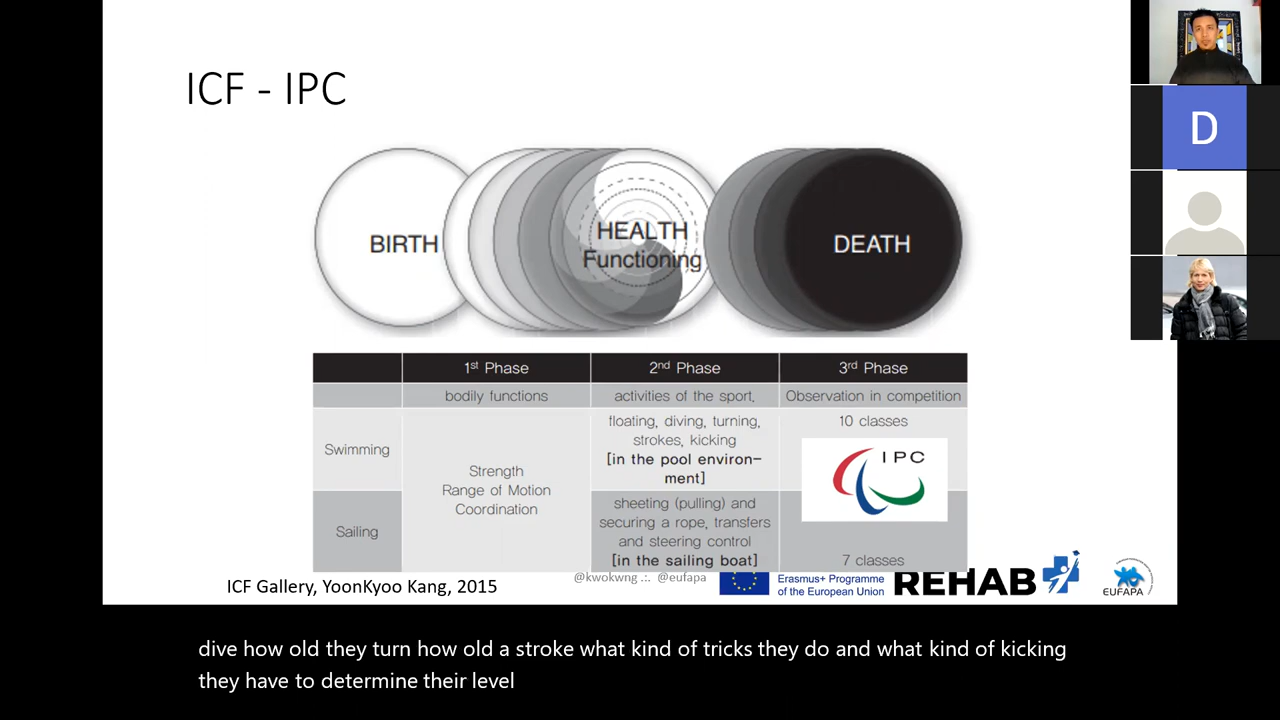 ICF - IPC
D
BIRTH
HEALTH
Functioning
DEATH
1st Phase
2nd Phase
3rd Phase
bodily functions
activities of the sport,
Observation in competition
Swimming
Strength
Range of Motion
Coordination
floating, diving, turning,
strokes, kicking
[in the pool environ-
ment]
10 classes
IPC
Sailing
sheeting (pulling) and
securing a rope, transfers
and steering control
[in the sailing boat]
7 classes
ICF Gallery, YoonKyoo Kang, 2015
@kwokwng .:. @eufapa
Erasmus+ Programme
of the European Union
REHAB
EUFAPA
dive how old they turn how old a stroke what kind of tricks they do and what kind of kicking
they have to determine their level